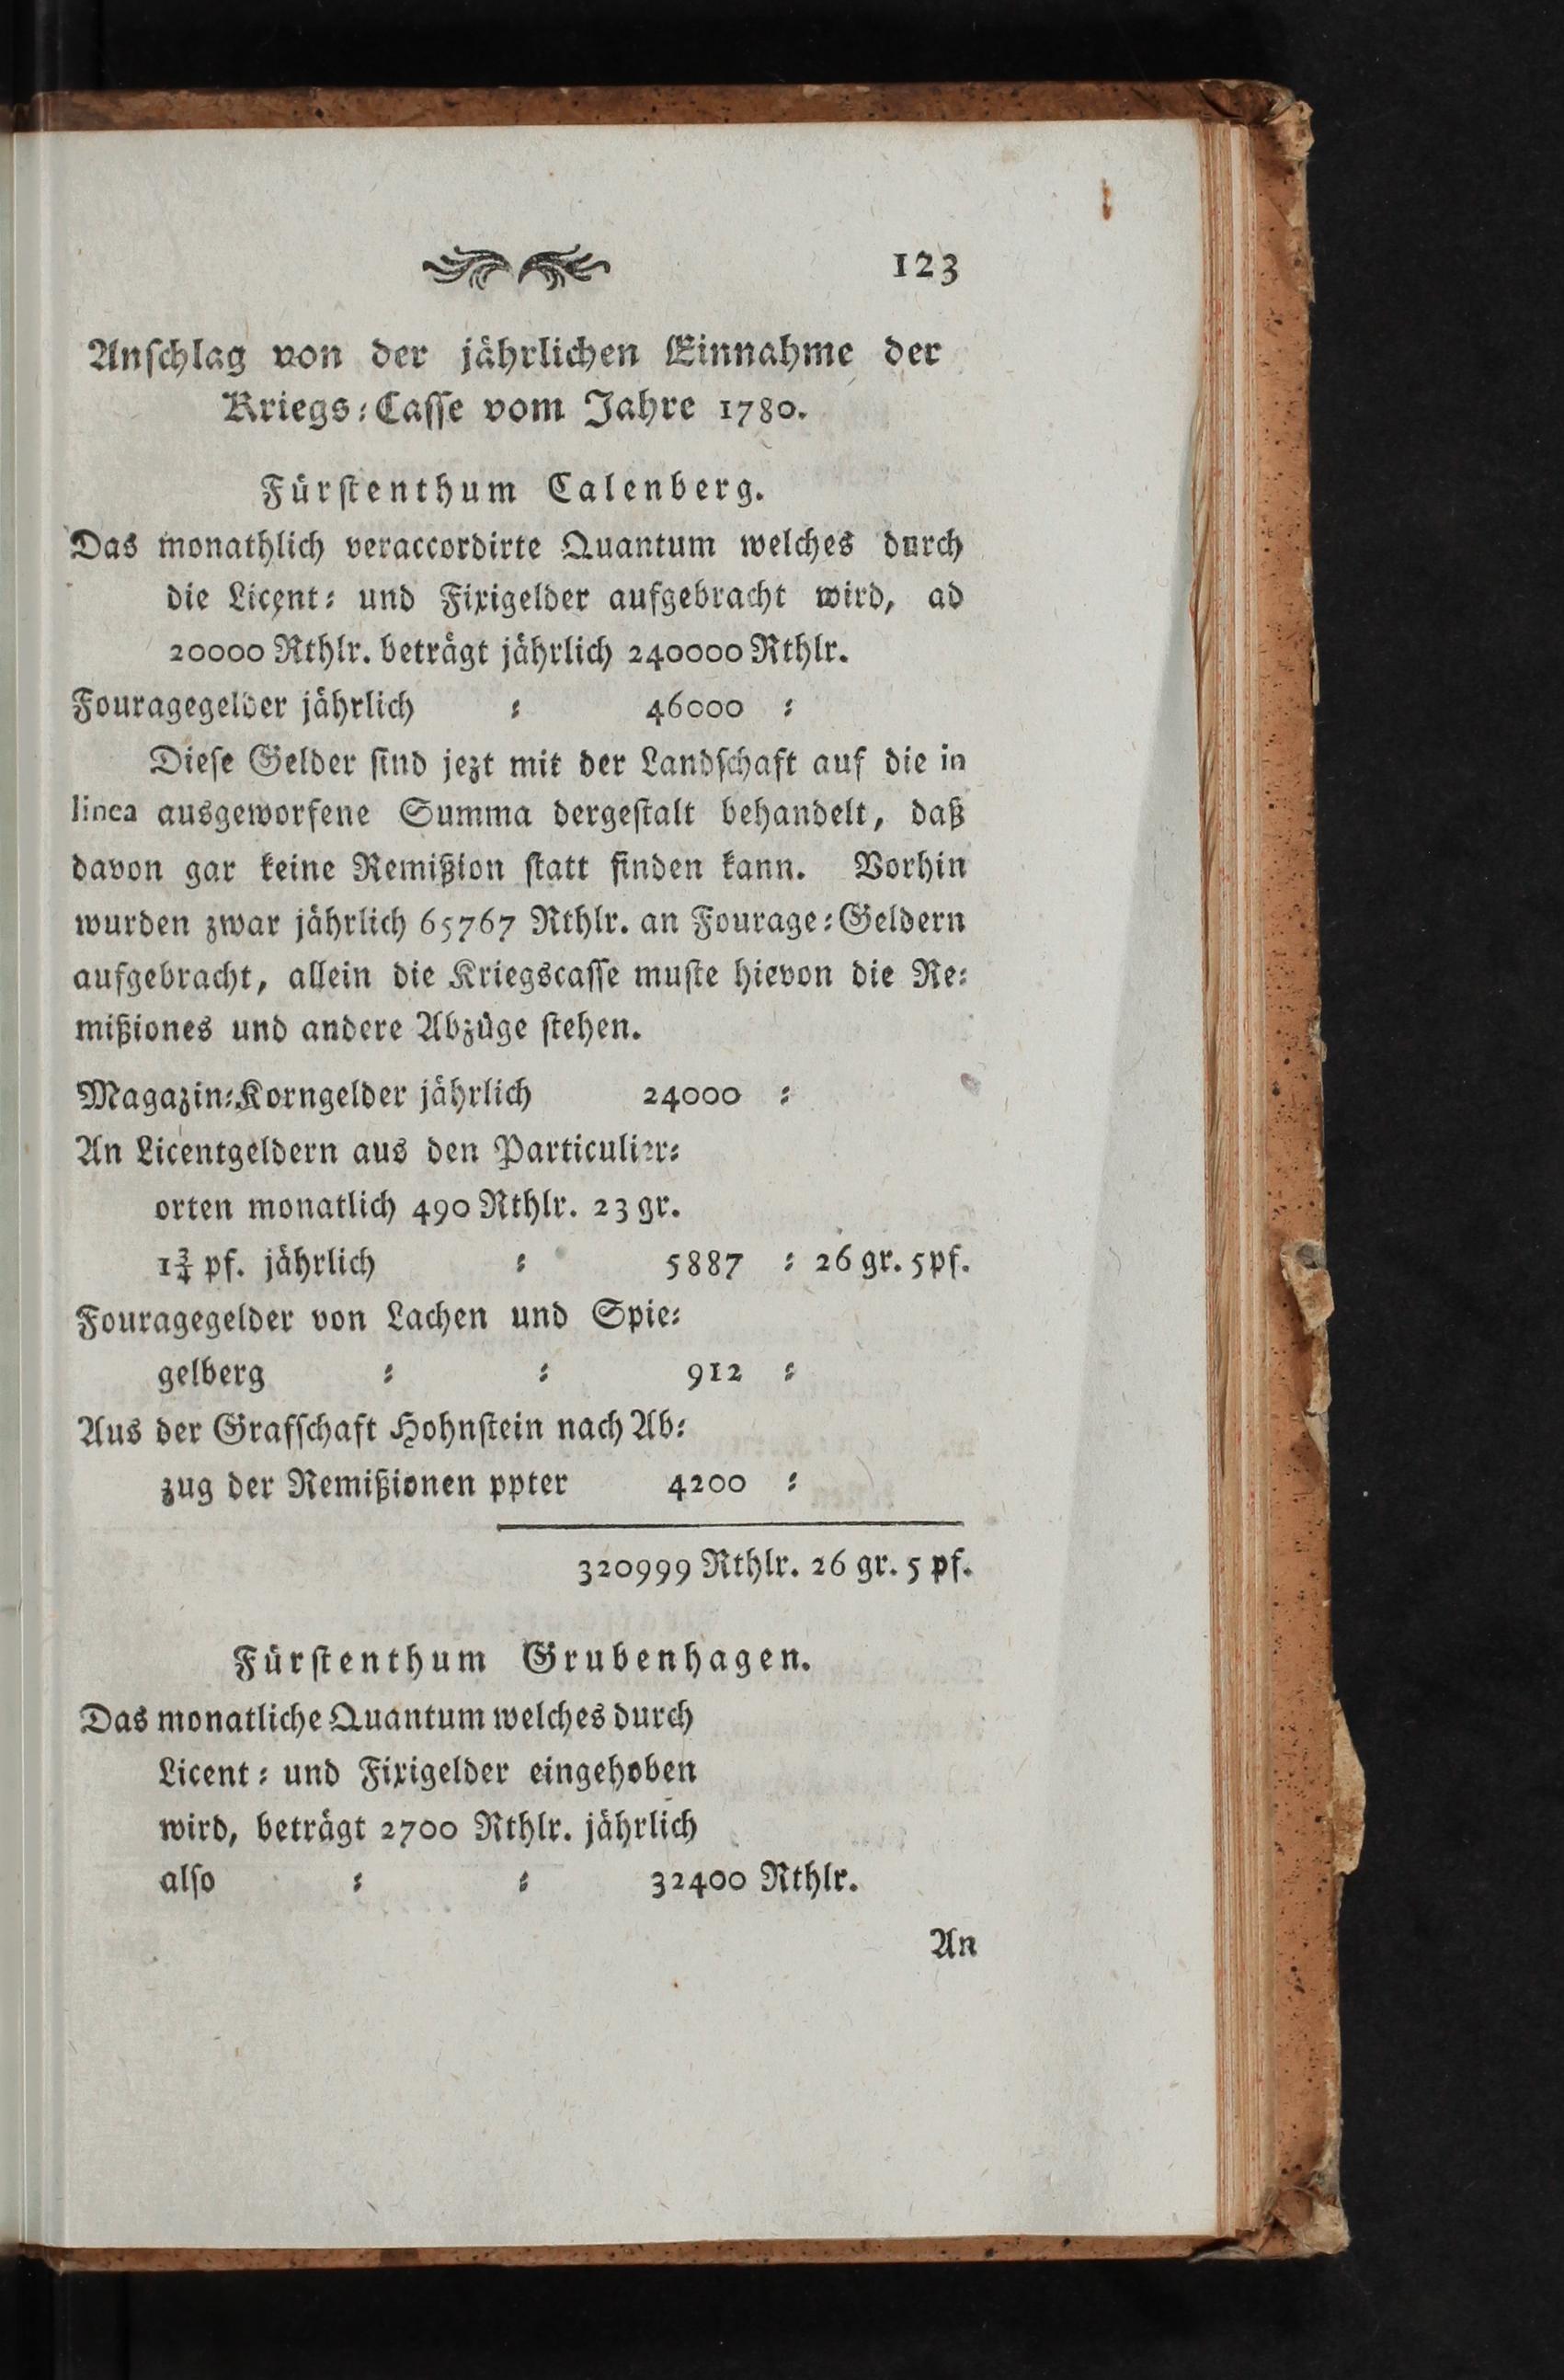 123
Anſchlag von der jährlichen Einnahme der
Kriegs⸗Caſſe vom Jahre 1780.
Fürſtenthum Calenberg.
Das monathlich veraccordirte Quantum welches durch
die Licent⸗ und Fixigelder aufgebracht wird, ad
20000 Rthlr. beträgt jährlich 240000 Rthlr.
Fouragegelder jährlich ⸗ 46000 ⸗
Dieſe Gelder ſind jezt mit der Landſchaft auf die in
linea ausgeworfene Summa dergeſtalt behandelt, daß
davon gar keine Remißion ſtatt finden kann. Vorhin
wurden zwar jährlich 65767 Rthlr. an Fourage⸗Geldern
aufgebracht, allein die Kriegscaſſe muſte hievon die Re⸗
mißiones und andere Abzüge ſtehen.
Magazin⸗Korngelder jährlich 24000 ⸗
An Licentgeldern aus den Particulier⸗
orten monatlich 490 Rthlr. 23 gr.
1¾ pf. jährlich ⸗ 5887 ⸗ 26 gr. 5pf.
Fouragegelder von Lachen und Spie⸗
gelberg ⸗ ⸗ 912 ⸗
Aus der Grafſchaft Hohnſtein nach Ab⸗
zug der Remißionen ppter 4200 ⸗
320999 Rthlr. 26 gr. 5 pf.
Fürſtenthum Grubenhagen.
Das monatliche Quantum welches durch
Licent⸗ und Fixigelder eingehoben
wird, beträgt 2700 Rthlr. jährlich
alſo ⸗ ⸗ 32400 Rthlr.
An